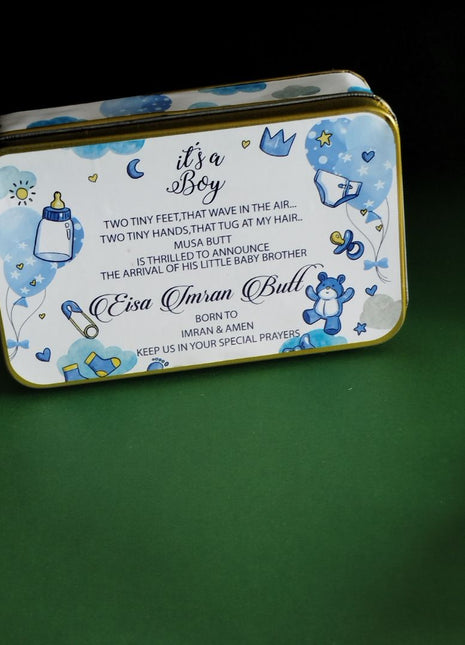 it's a
Boy
TWO TINY FEET,THAT WAVE IN THE AIR...
TWO TINY HANDS,THAT TUG AT MY HAIR..
MUSA BUTT
IS THRILLED TO ANNOUNCE
THE ARRIVAL OF HIS LITTLE BABY BROTHER
Eisa Imran Butt
BORN TO
IMRAN & AMEN
KEEP US IN YOUR SPECIAL PRAYERS